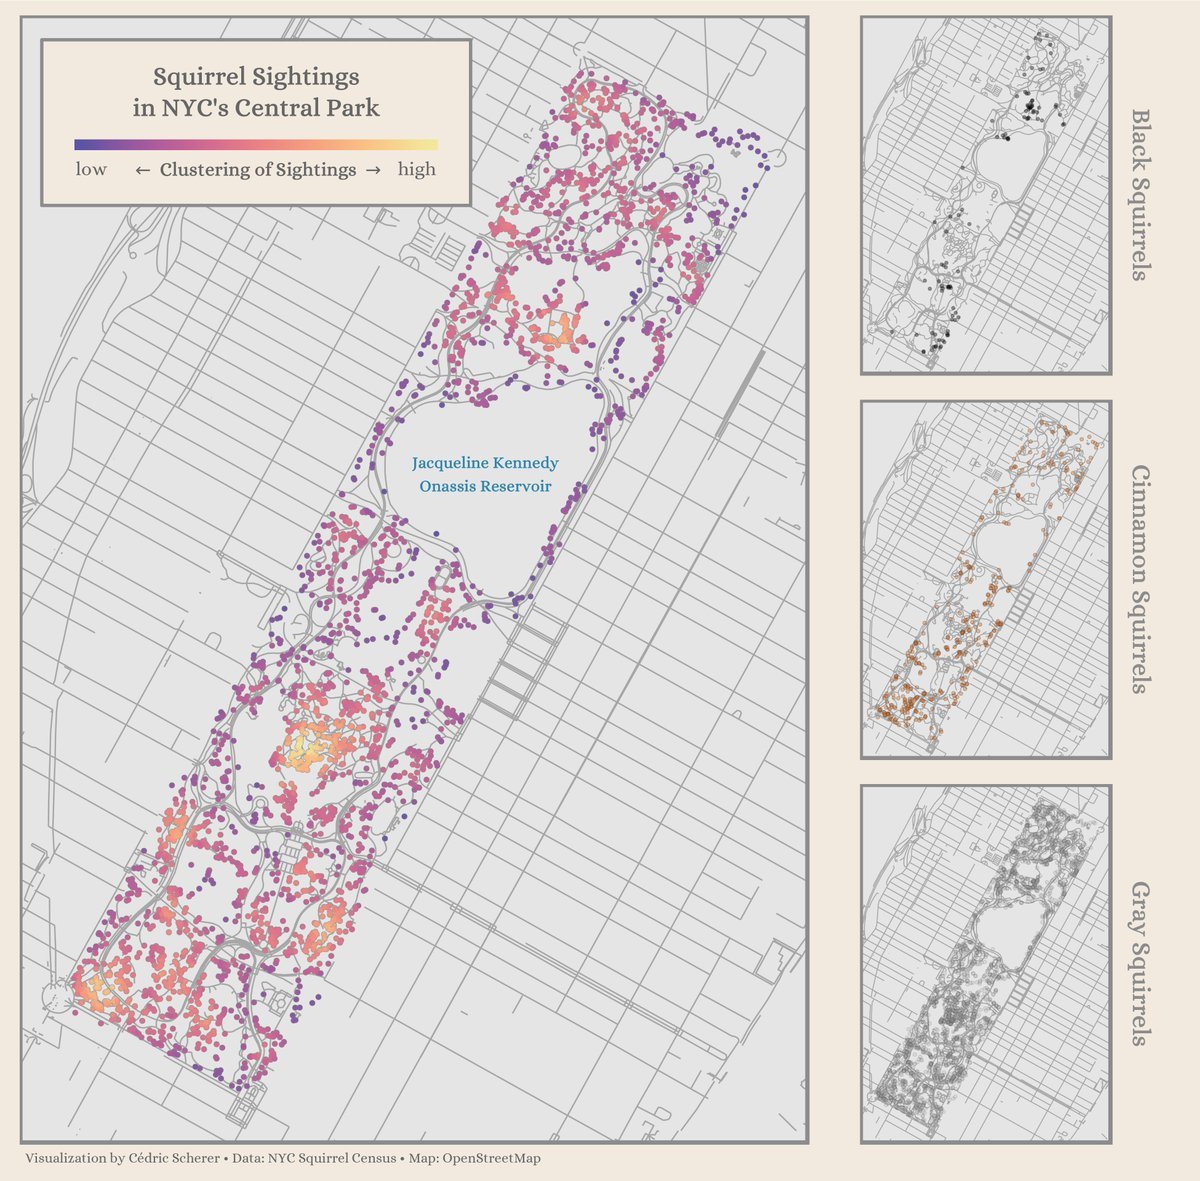 Squirrel Sightings
in NYC's Central Park
low ← Clustering of Sightings → high
Jacqueline Kennedy
Onassis Reservoir
Black Squirrels
Cinnamon Squirrels
Gray Squirrels
Visualization by Cédric Scherer • Data: NYC Squirrel Census • Map: OpenStreetMap